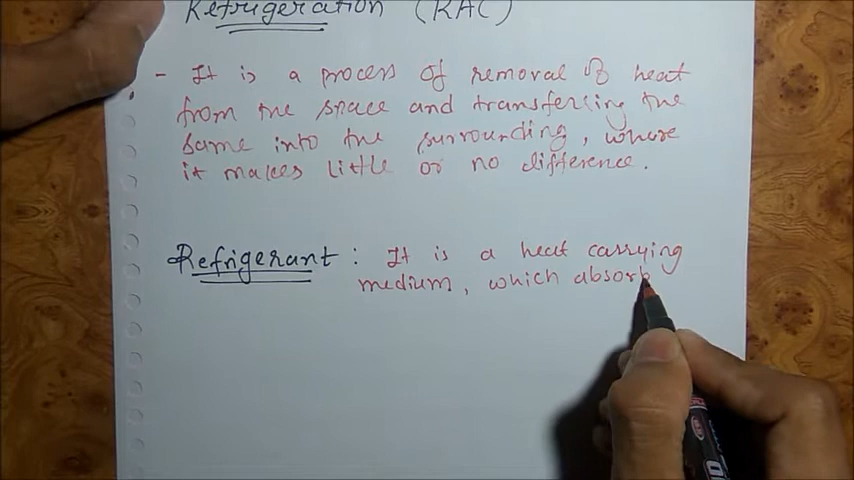 Refrigeration (RAC)
- It is a process of removal of heat
from the space and transfering the
same into the surrounding, where
it makes little or no difference.
Refrigerant : It is a heat carrying
medium, which absorb